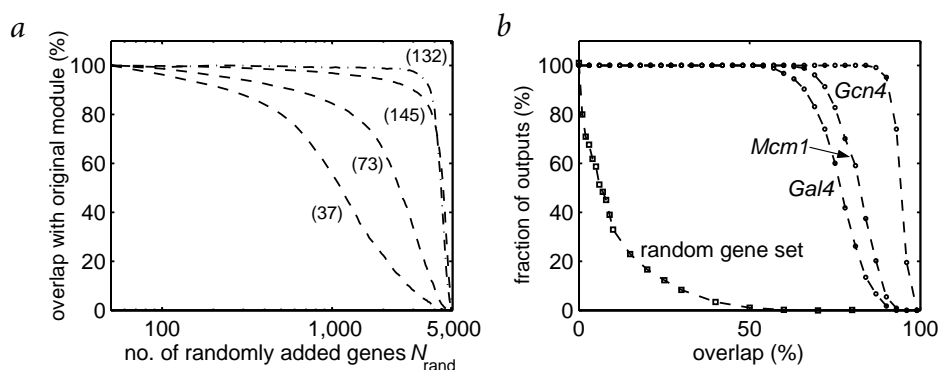 a
b
overlap with original module (%)
100
80
60
40
20
0
(132)
(145)
(73)
(37)
100
1,000
5,000
no. of randomly added genes Nrand
fraction of outputs (%)
100
80
60
40
20
0
Gcn4
Mcm1
Gal4
random gene set
0
50
100
overlap (%)